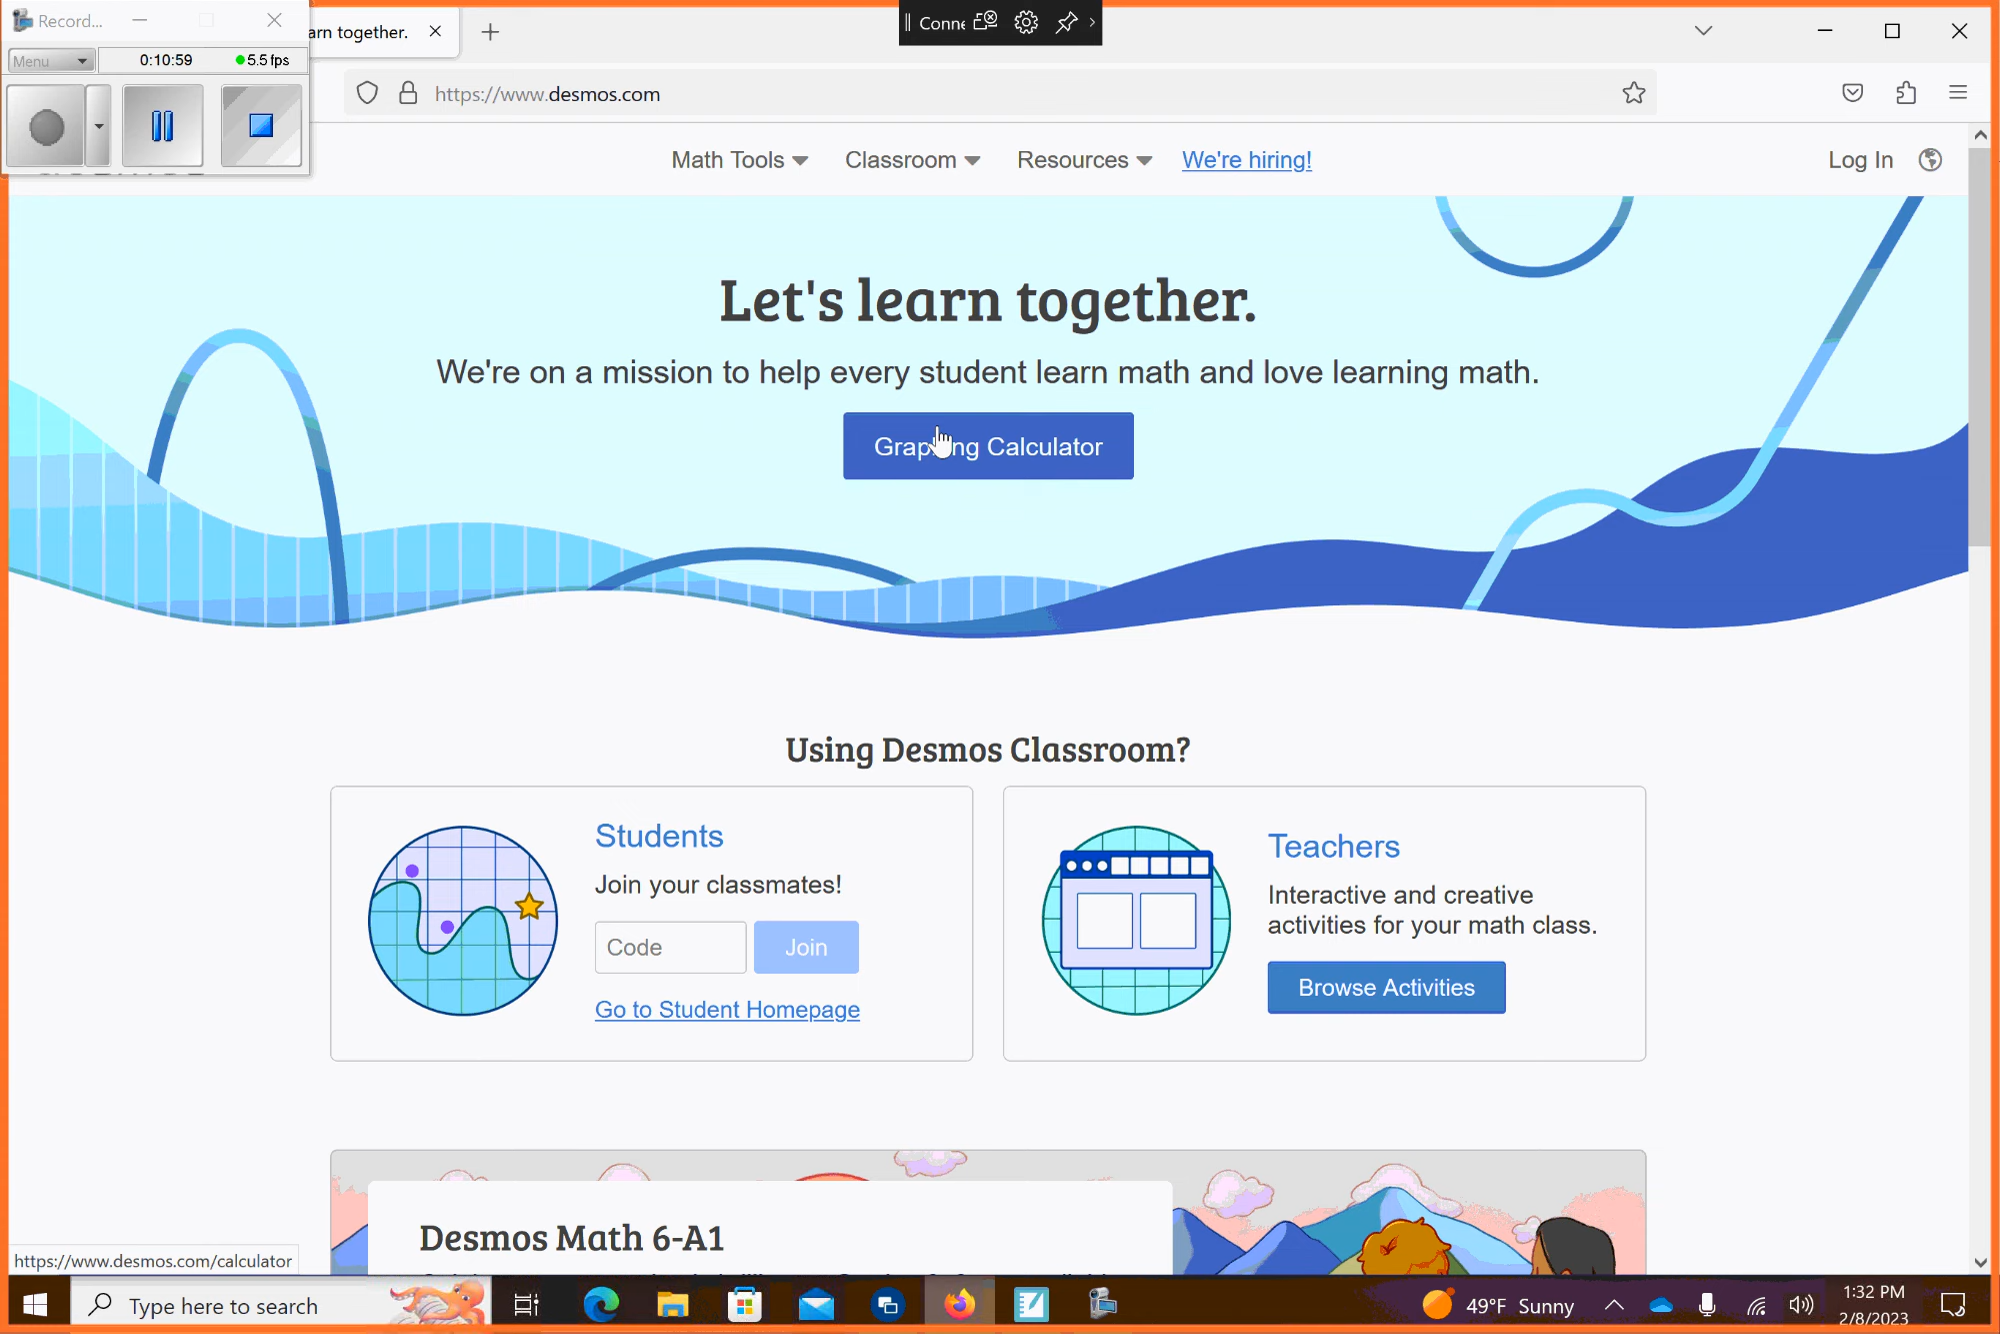 Record...
arn together.
Conne
Menu
0:10:59
5.5 fps
https://www.desmos.com
Math Tools
Classroom
Resources
We're hiring!
Log In
Let's learn together.
We're on a mission to help every student learn math and love learning math.
Graphing Calculator
Using Desmos Classroom?
Students
Join your classmates!
Code
Join
Go to Student Homepage
Teachers
Interactive and creative
activities for your math class.
Browse Activities
Desmos Math 6-A1
https://www.desmos.com/calculator
Type here to search
49°F Sunny
1:32 PM
2/8/2023